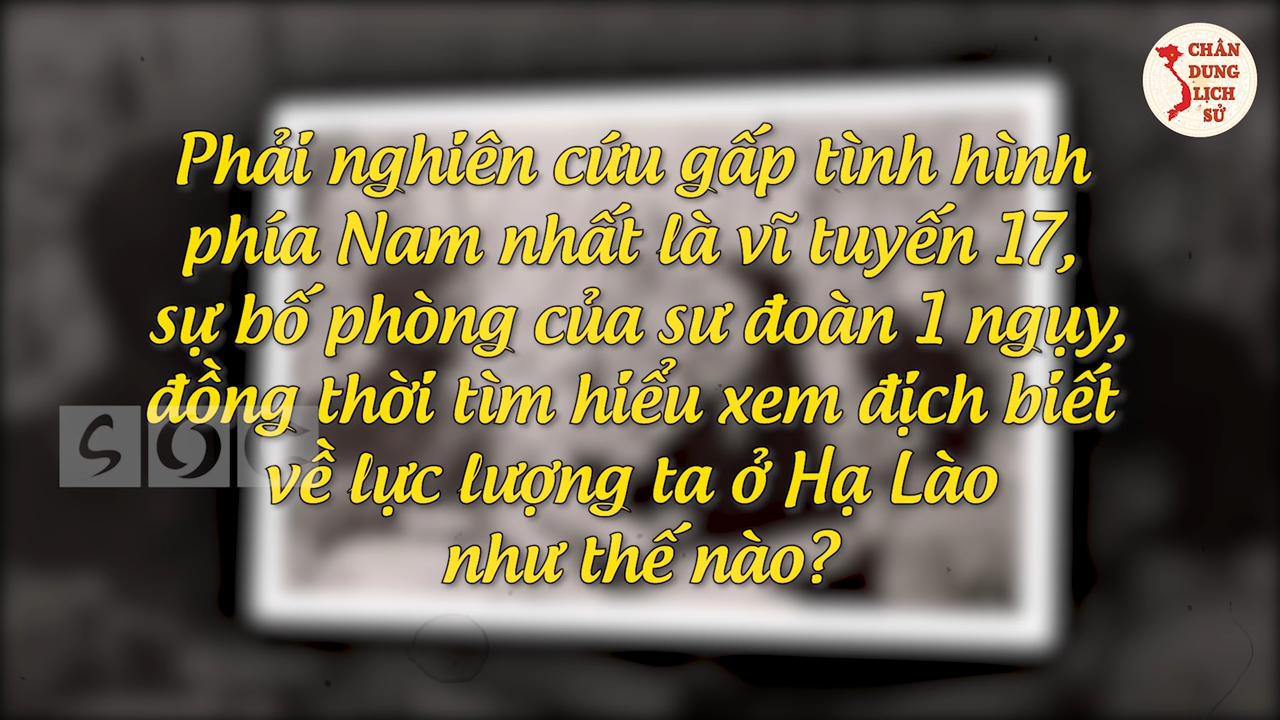 CHÂN
DUNG
LỊCH
SỬ
Phải nghiên cứu gấp tình hình
phía Nam nhất là vĩ tuyến 17,
sự bố phòng của sư đoàn 1 ngụy,
đồng thời tìm hiểu xem địch biết
về lực lượng ta ở Hạ Lào
như thế nào?